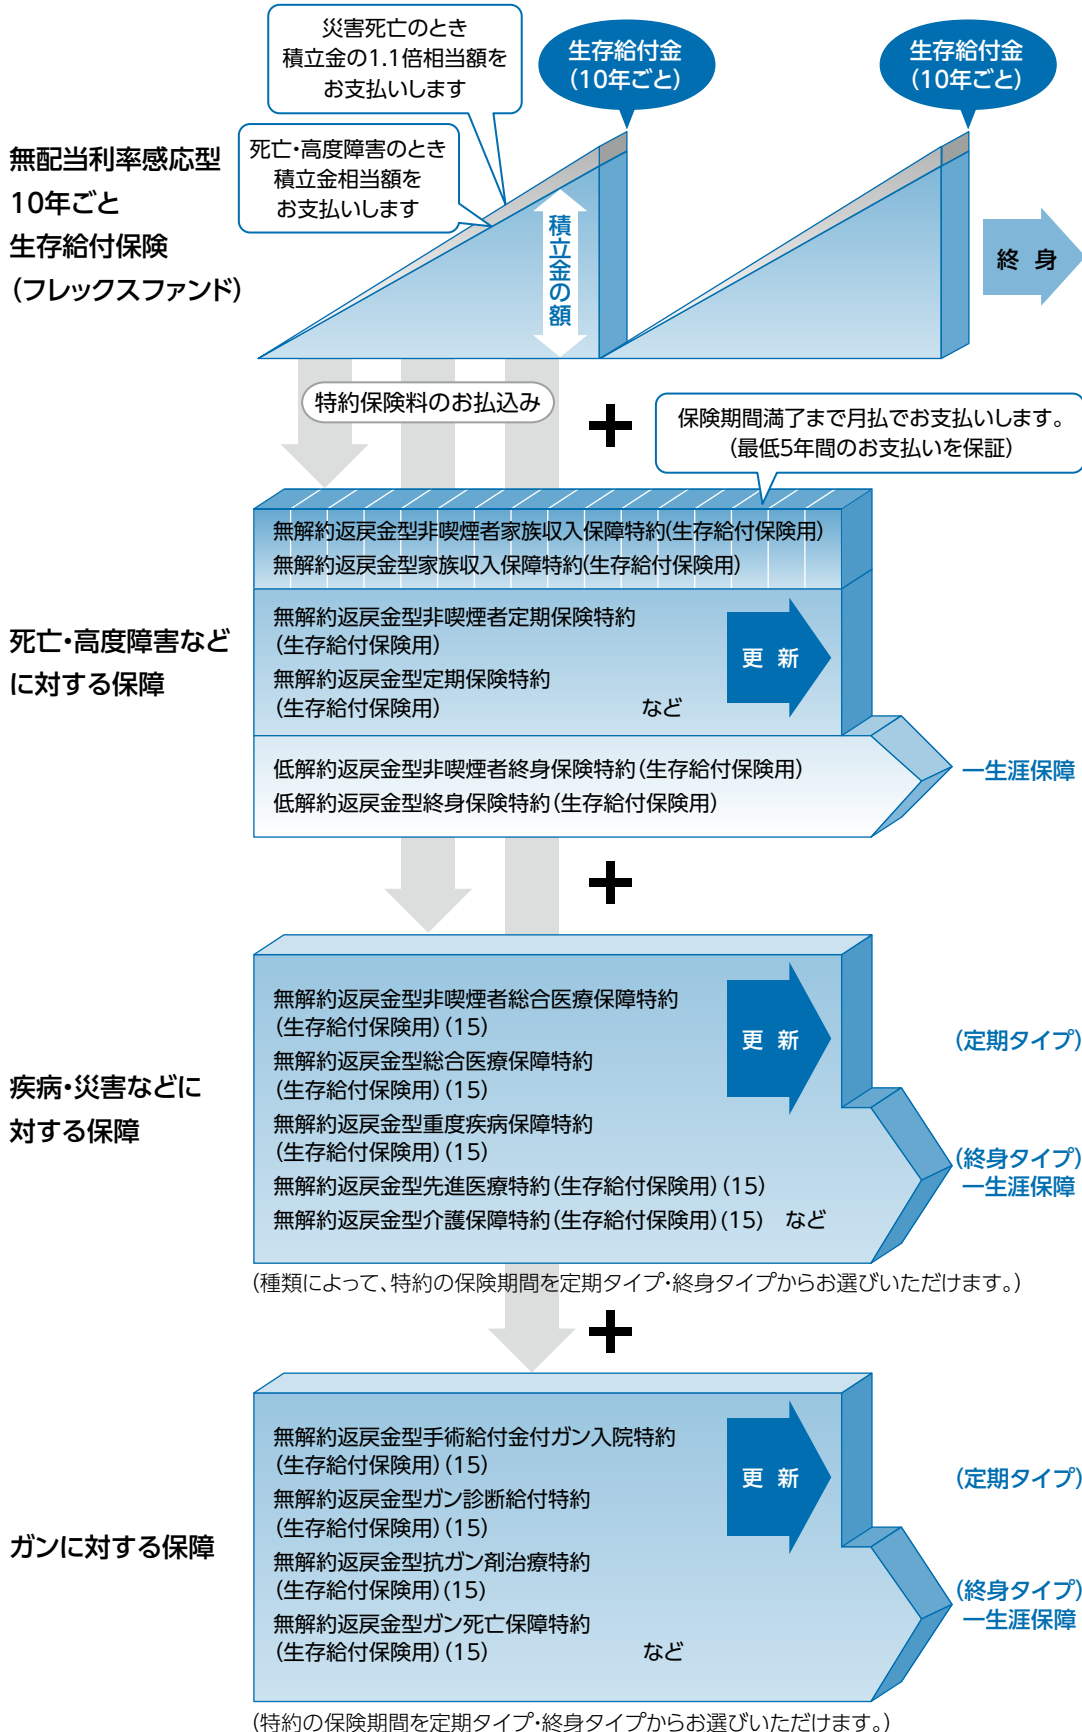 災害死亡のとき
積立金の1.1倍相当額を
お支払いします
生存給付金
(10年ごと)
生存給付金
(10年ごと)
死亡・高度障害のとき
積立金相当額を
お支払いします
無配当利率感応型
10年ごと
生存給付保険
(フレックスファンド)
積立金の額
終 身
特約保険料のお払込み
保険期間満了まで月払でお支払いします。
(最低5年間のお支払いを保証)
無解約返戻金型非喫煙者家族収入保障特約(生存給付保険用)
無解約返戻金型家族収入保障特約(生存給付保険用)
死亡・高度障害など
に対する保障
無解約返戻金型非喫煙者定期保険特約
(生存給付保険用)
無解約返戻金型定期保険特約
(生存給付保険用) など
更 新
低解約返戻金型非喫煙者終身保険特約(生存給付保険用)
低解約返戻金型終身保険特約(生存給付保険用)
一生涯保障
疾病・災害などに
対する保障
無解約返戻金型非喫煙者総合医療保障特約
(生存給付保険用)(15)
無解約返戻金型総合医療保障特約
(生存給付保険用)(15)
無解約返戻金型重度疾病保障特約
(生存給付保険用)(15)
無解約返戻金型先進医療特約(生存給付保険用)(15)
無解約返戻金型介護保障特約(生存給付保険用)(15) など
更 新
(定期タイプ)
(終身タイプ)
一生涯保障
(種類によって、特約の保険期間を定期タイプ・終身タイプからお選びいただけます。)
ガンに対する保障
無解約返戻金型手術給付金付ガン入院特約
(生存給付保険用)(15)
無解約返戻金型ガン診断給付特約
(生存給付保険用)(15)
無解約返戻金型抗ガン剤治療特約
(生存給付保険用)(15)
無解約返戻金型ガン死亡保障特約
(生存給付保険用)(15) など
更 新
(定期タイプ)
(終身タイプ)
一生涯保障
(特約の保険期間を定期タイプ・終身タイプからお選びいただけます。)